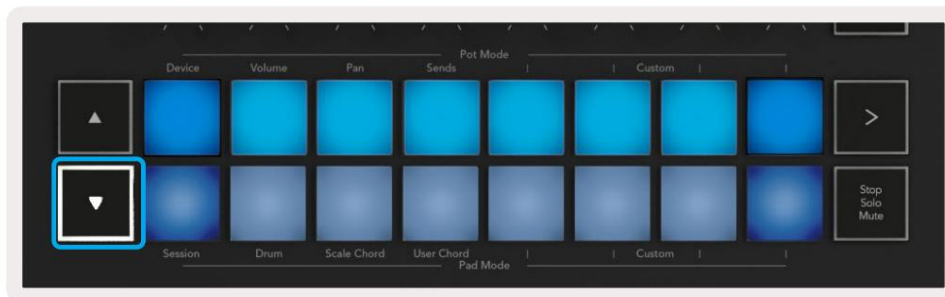 Pot Mode
Device Volume Pan Sends Custom
>
Stop
Solo
Mute
Session Drum Scale Chord User Chord Custom
Pad Mode